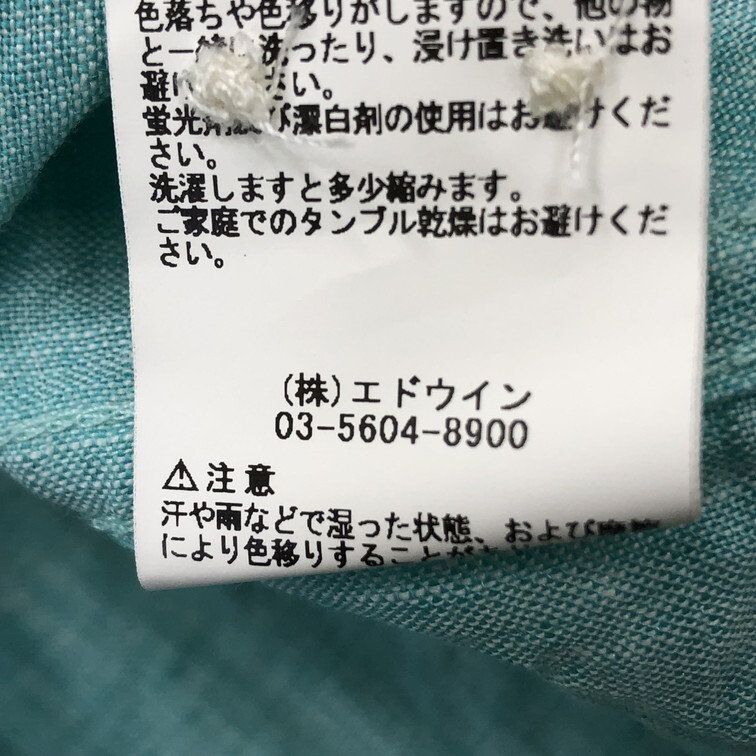 色落ちや色移りがしますので、他の物
と一緒に洗ったり、浸け置き洗いはお
避けください。
蛍光剤及び漂白剤の使用はお避けくだ
さい。
洗濯しますと多少縮みます。
ご家庭でのタンブル乾燥はお避けくだ
さい。
(株)エドウイン
03-5604-8900
⚠注意
汗や雨などで湿った状態、および摩擦
により色移りすることが